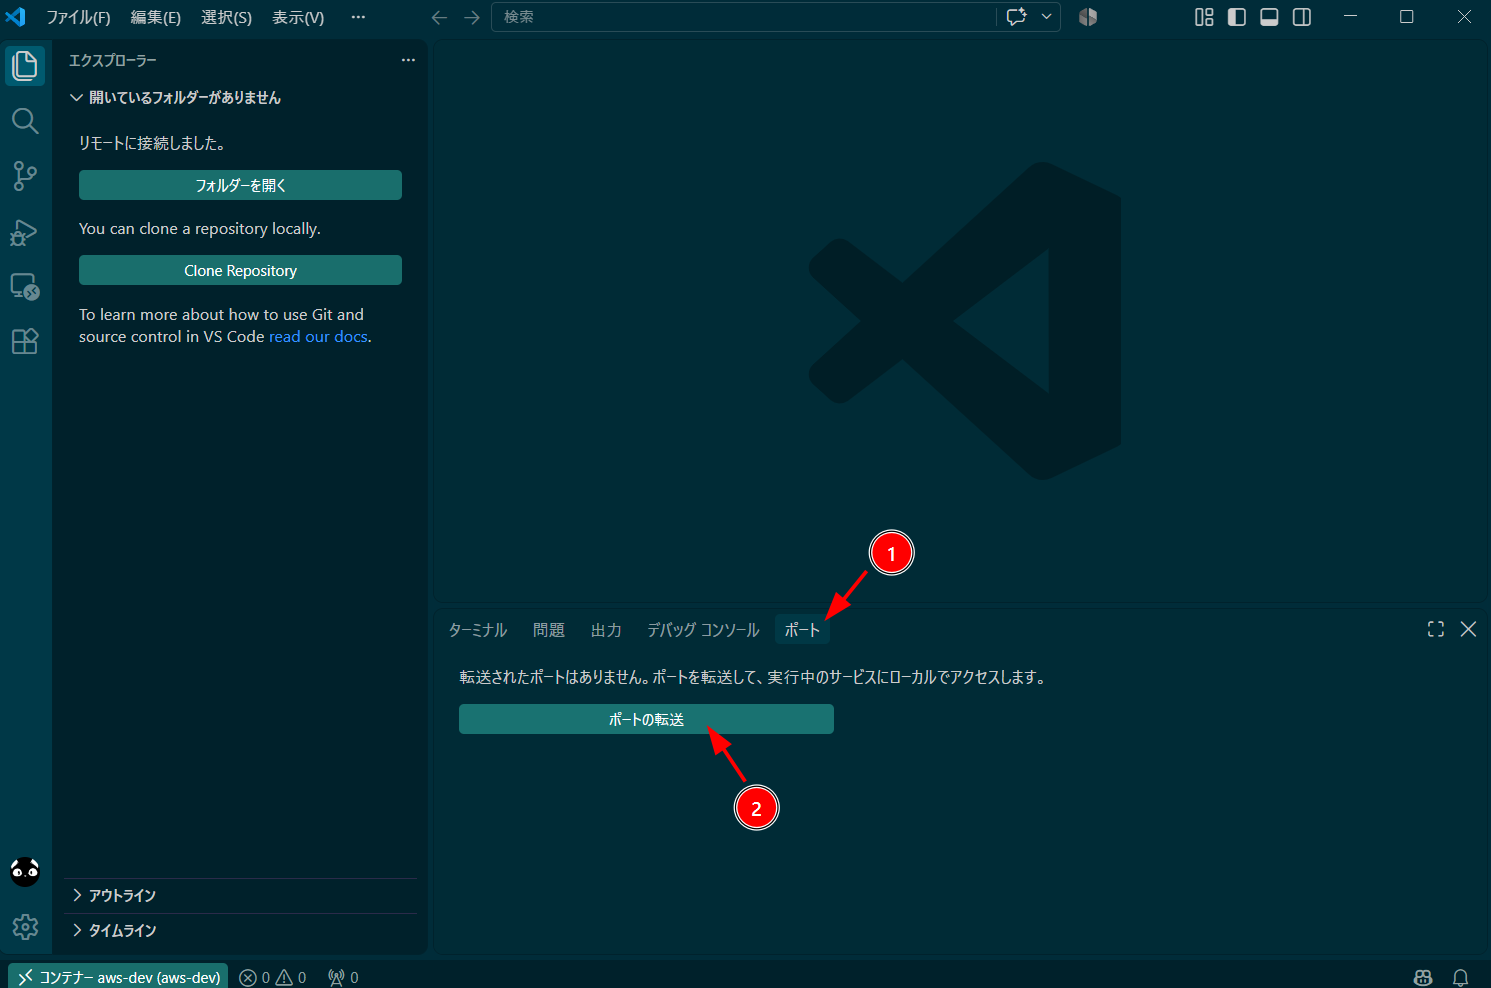 ファイル(F) 編集(E) 選択(S) 表示(V) ··· 検索
エクスプローラー ···
開いているフォルダーがありません
リモートに接続しました。
フォルダーを開く
You can clone a repository locally.
Clone Repository
To learn more about how to use Git and
source control in VS Code read our docs.
1
ターミナル 問題 出力 デバッグ コンソール ポート
転送されたポートはありません。ポートを転送して、実行中のサービスにローカルでアクセスします。
ポートの転送
2
アウトライン
タイムライン
コンテナー aws-dev (aws-dev) 0 0 0